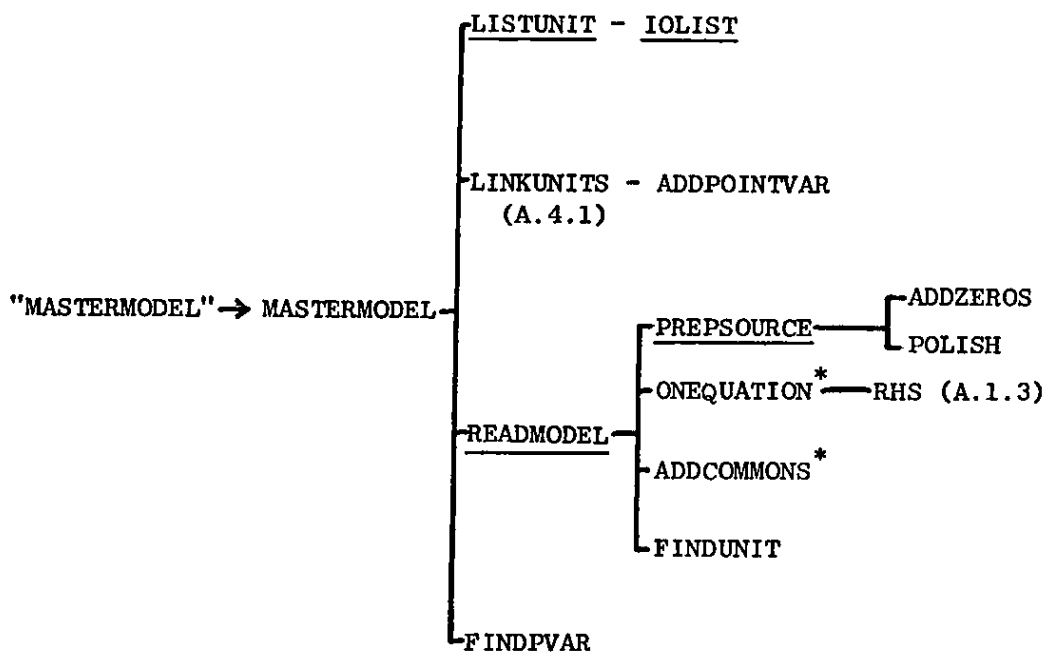 LISTUNIT - IOLIST
LINKUNITS - ADDPOINTVAR
(A.4.1)
"MASTERMODEL" → MASTERMODEL
ADDZEROS
PREPSOURCE
POLISH
ONEQUATION* RHS (A.1.3)
READMODEL
ADDCOMMONS*
FINDUNIT
FINDPVAR